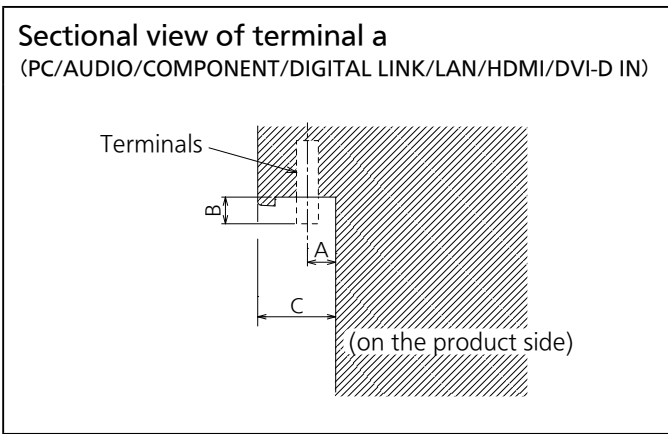 Sectional view of terminal a
(PC/AUDIO/COMPONENT/DIGITAL LINK/LAN/HDMI/DVI-D IN)
Terminals
B
A
C
(on the product side)